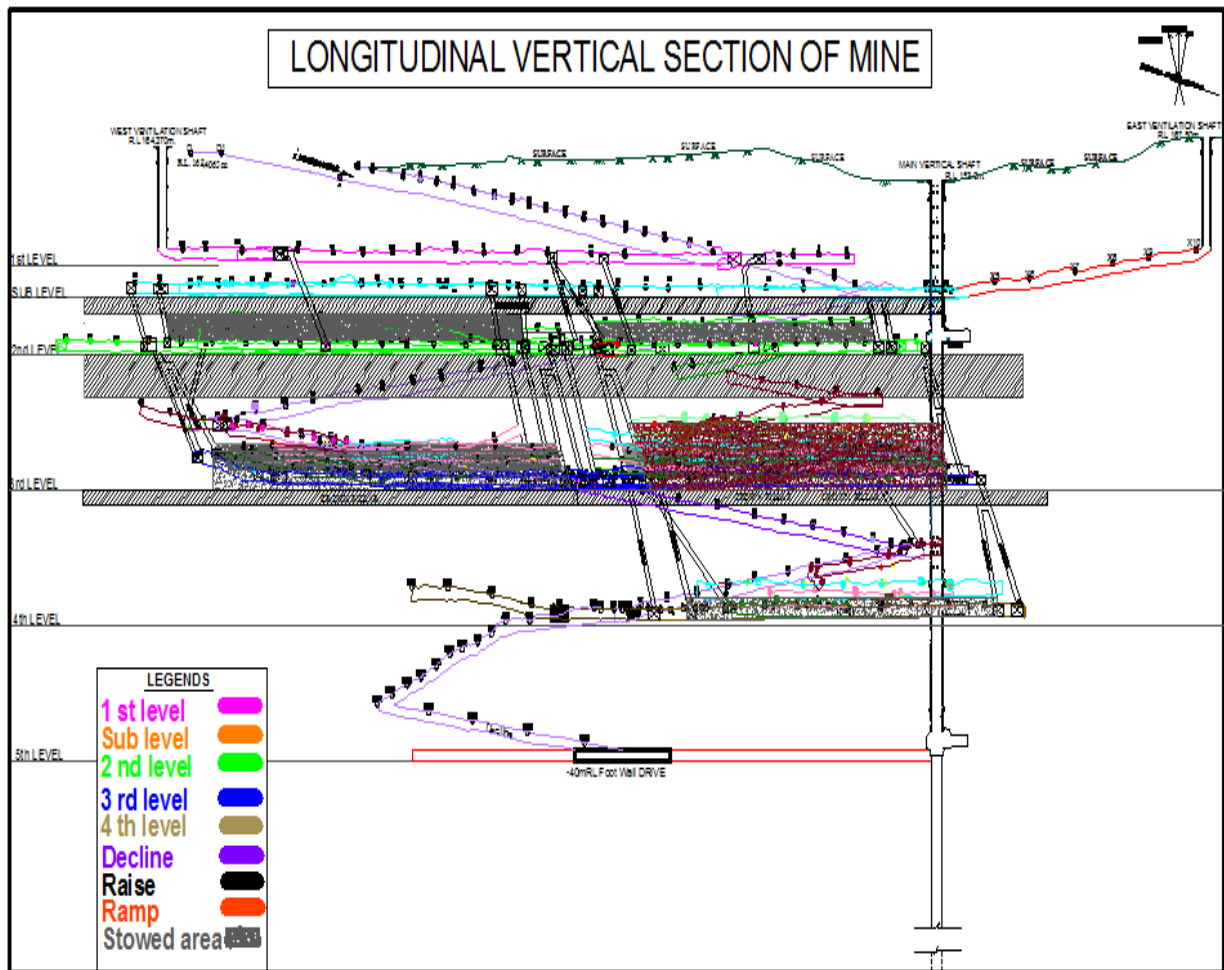 LONGITUDINAL VERTICAL SECTION OF MINE
WEST VENTILATION SHAFT
EAST VENTILATION SHAFT
SURFACE
SURFACE
SURFACE
MAIN VERTICAL SHAFT
SURFACE
SURFACE
X10
1st LEVEL
SUB LEVEL
2nd LEVEL
3rd LEVEL
4th LEVEL
5th LEVEL
-40mRL Foot Wall DRIVE
LEGENDS
1 st level
Sub level
2 nd level
3 rd level
4 th level
Decline
Raise
Ramp
Stowed area